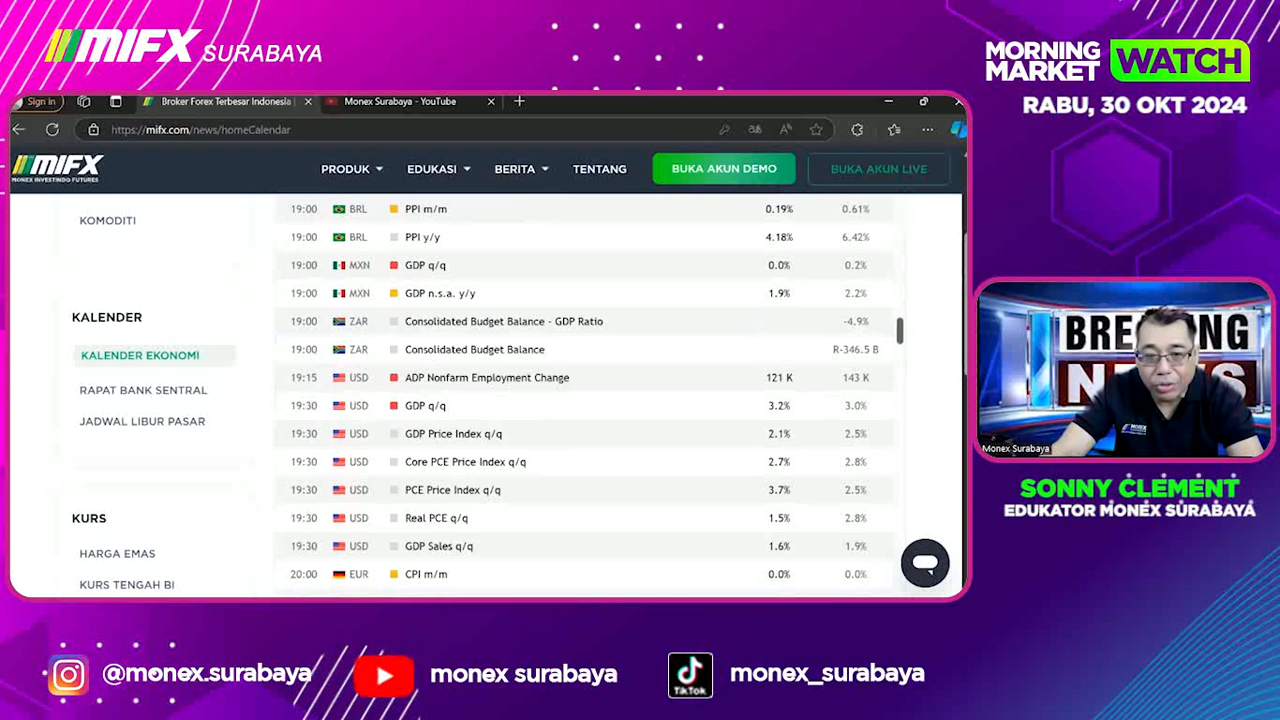 MIFX SURABAYA
MORNING MARKET WATCH
RABU, 30 OKT 2024
Sign in
Broker Forex Terbesar Indonesia
Monex Surabaya - YouTube
https://mifx.com/news/homeCalendar
MIFX
MONEX INVESTINDO FUTURES
PRODUK
EDUKASI
BERITA
TENTANG
BUKA AKUN DEMO
BUKA AKUN LIVE
KOMODITI
KALENDER
KALENDER EKONOMI
RAPAT BANK SENTRAL
JADWAL LIBUR PASAR
KURS
HARGA EMAS
KURS TENGAH BI
19:00 BRL PPI m/m 0.19% 0.61%
19:00 BRL PPI y/y 4.18% 6.42%
19:00 MXN GDP q/q 0.0% 0.2%
19:00 MXN GDP n.s.a. y/y 1.9% 2.2%
19:00 ZAR Consolidated Budget Balance - GDP Ratio -4.9%
19:00 ZAR Consolidated Budget Balance R-346.5 B
19:15 USD ADP Nonfarm Employment Change 121 K 143 K
19:30 USD GDP q/q 3.2% 3.0%
19:30 USD GDP Price Index q/q 2.1% 2.5%
19:30 USD Core PCE Price Index q/q 2.7% 2.8%
19:30 USD PCE Price Index q/q 3.7% 2.5%
19:30 USD Real PCE q/q 1.5% 2.8%
19:30 USD GDP Sales q/q 1.6% 1.9%
20:00 EUR CPI m/m 0.0% 0.0%
BREAKING
NEWS
MIFX
Monex Surabaya
SONNY CLEMENT
EDUKATOR MONEX SURABAYA
@monex.surabaya
monex surabaya
TikTok
monex_surabaya